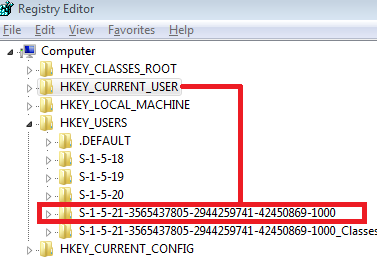 Registry Editor
File Edit View Favorites Help
Computer
HKEY_CLASSES_ROOT
HKEY_CURRENT_USER
HKEY_LOCAL_MACHINE
HKEY_USERS
.DEFAULT
S-1-5-18
S-1-5-19
S-1-5-20
S-1-5-21-3565437805-2944259741-42450869-1000
S-1-5-21-3565437805-2944259741-42450869-1000_Classes
HKEY_CURRENT_CONFIG